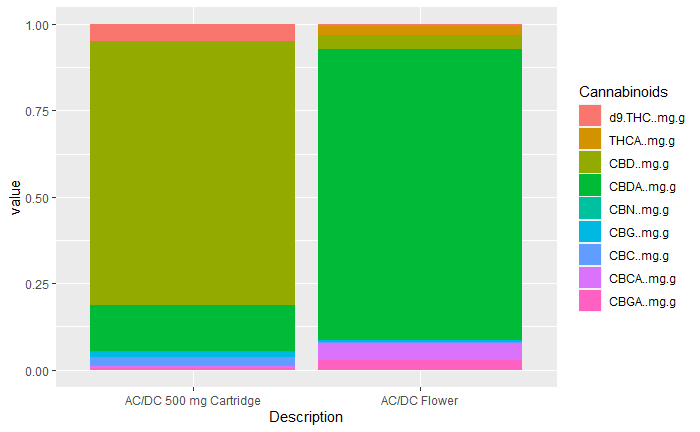 1.00
0.75
0.50
0.25
0.00
value
AC/DC 500 mg Cartridge
AC/DC Flower
Description
Cannabinoids
d9.THC..mg.g
THCA..mg.g
CBD..mg.g
CBDA..mg.g
CBN..mg.g
CBG..mg.g
CBC..mg.g
CBCA..mg.g
CBGA..mg.g